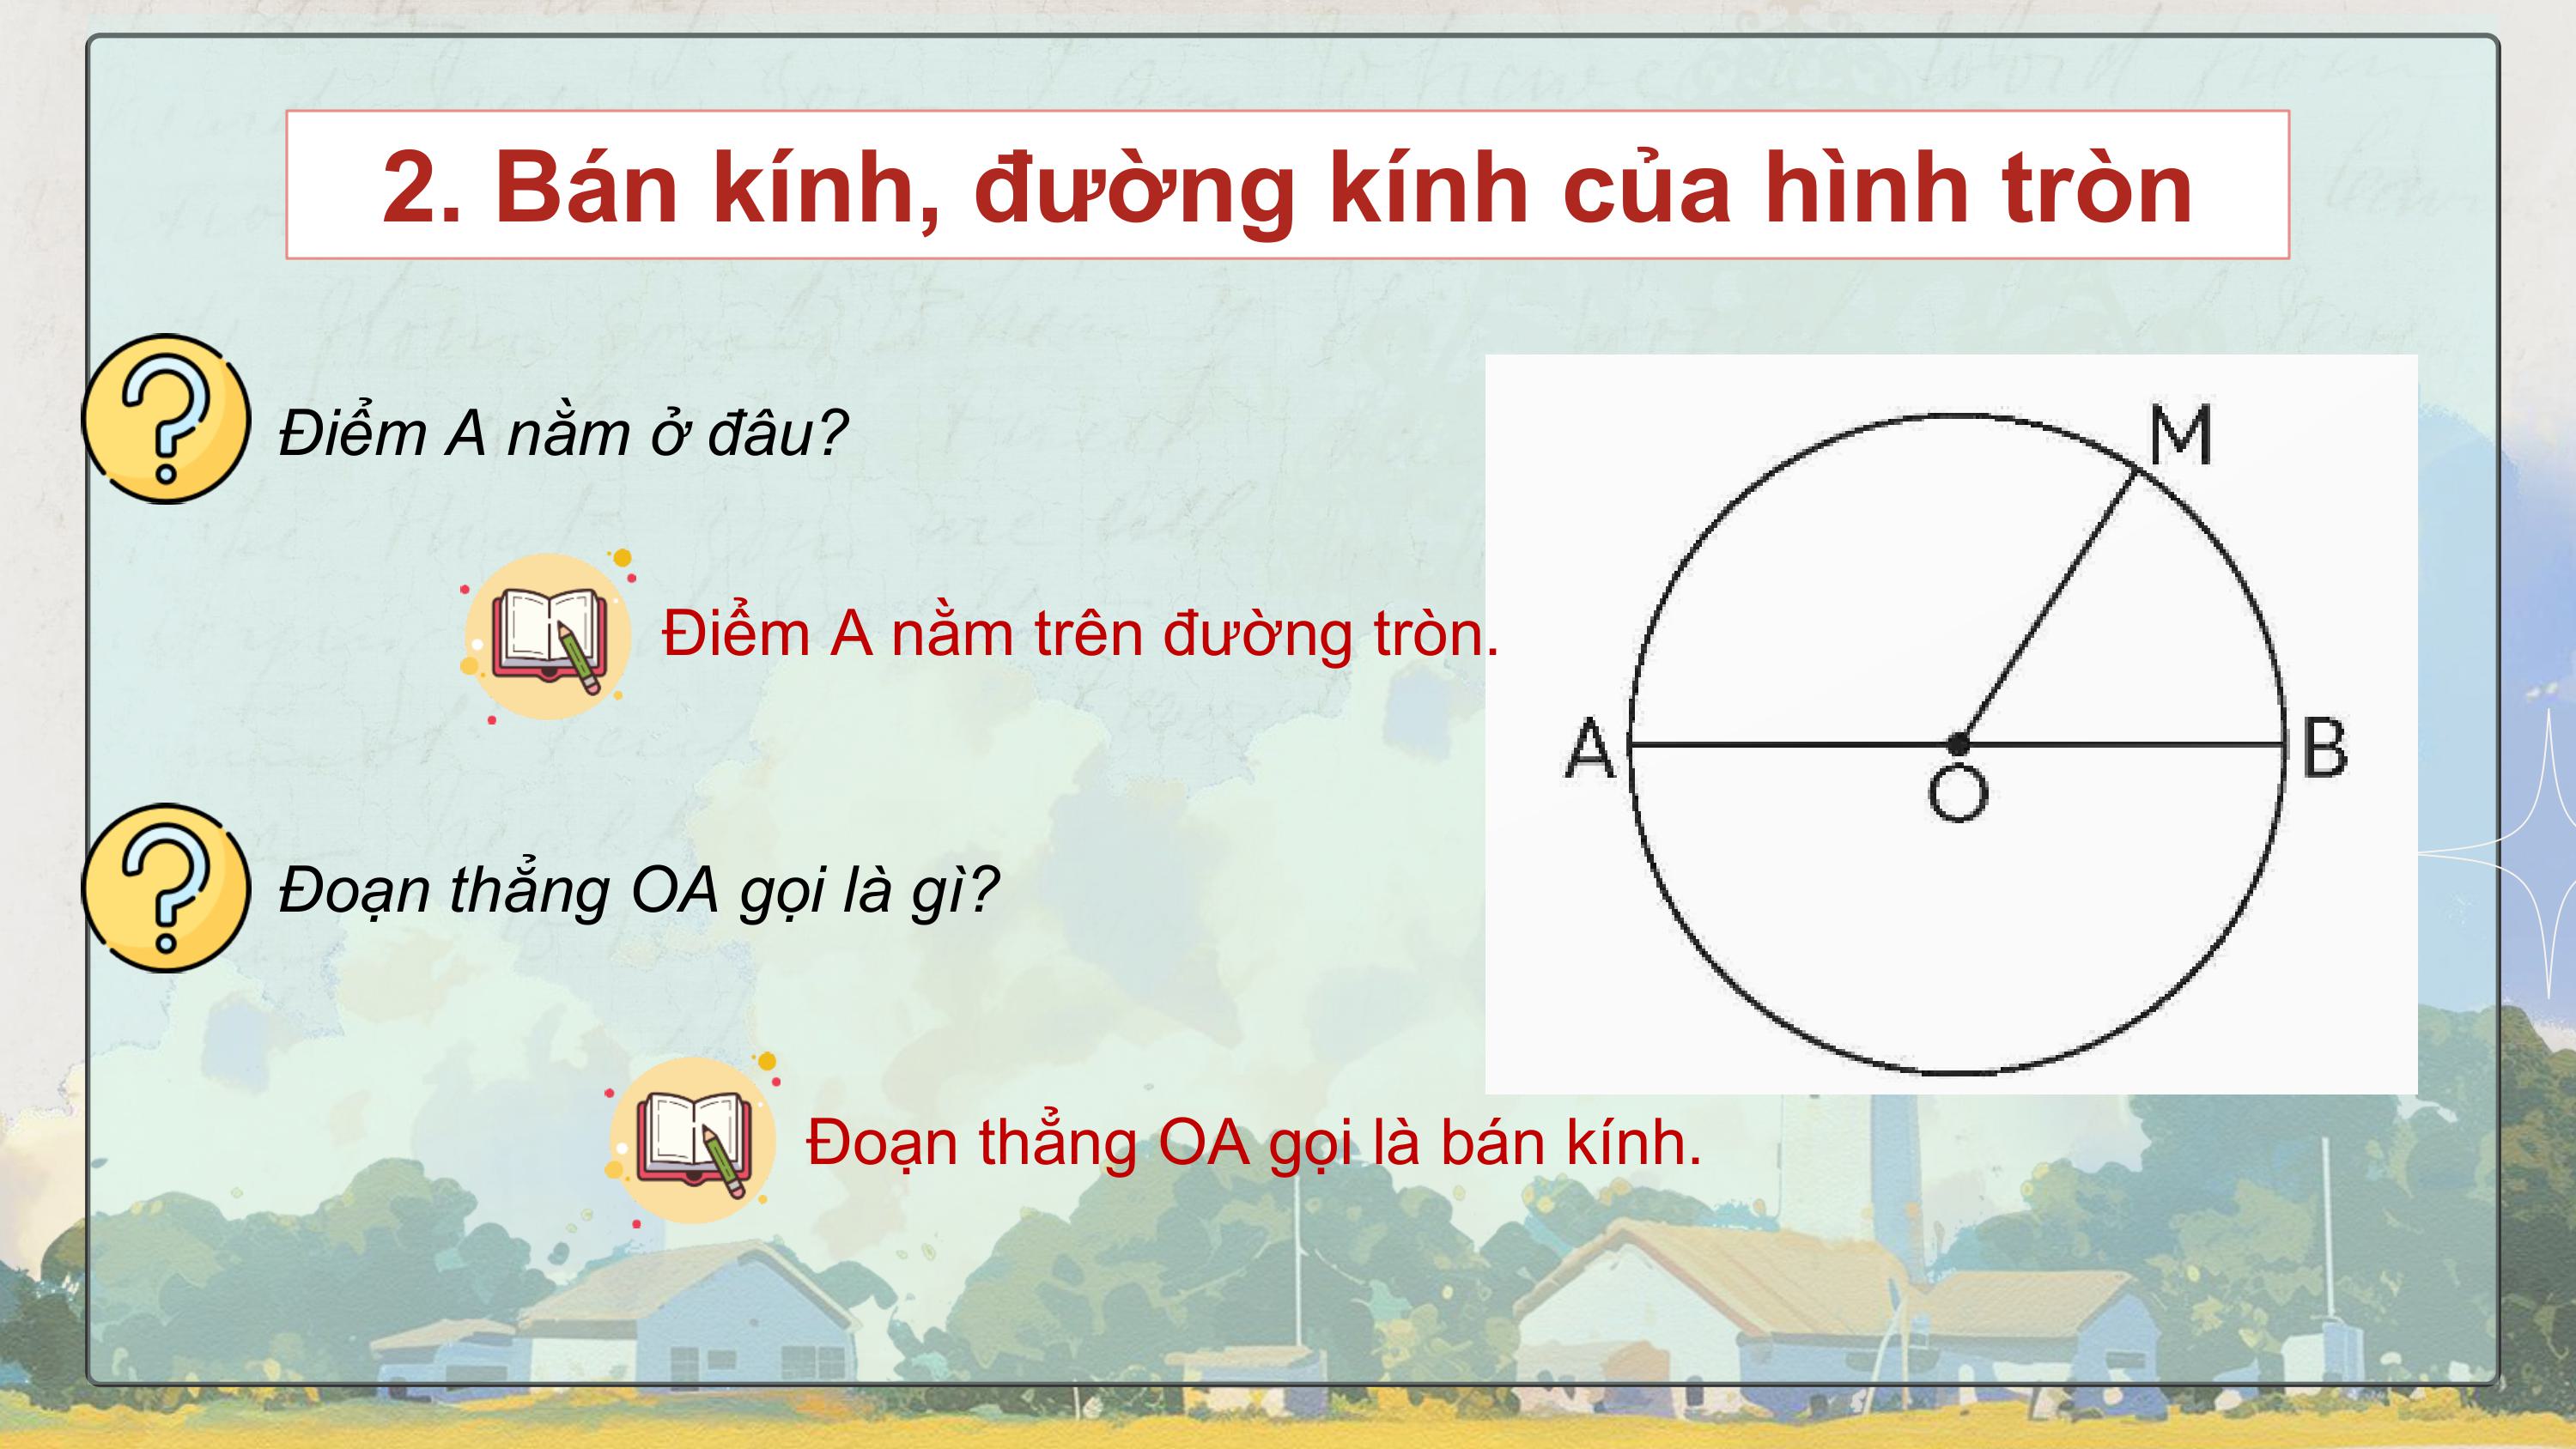 2. Bán kính, đường kính của hình tròn
Điểm A nằm ở đâu?
Điểm A nằm trên đường tròn.
Đoạn thẳng OA gọi là gì?
Đoạn thẳng OA gọi là bán kính.
M
A
B
O